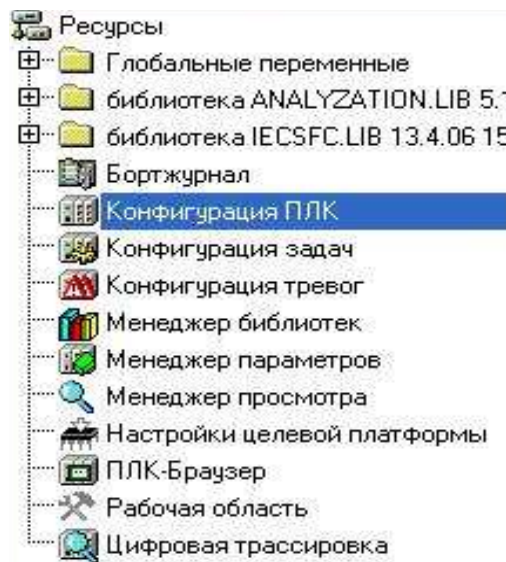 Ресурсы
Глобальные переменные
библиотека ANALYZATION.LIB 5.1
библиотека IECSFC.LIB 13.4.06 15
Бортжурнал
Конфигурация ПЛК
Конфигурация задач
Конфигурация тревог
Менеджер библиотек
Менеджер параметров
Менеджер просмотра
Настройки целевой платформы
ПЛК-Браузер
Рабочая область
Цифровая трассировка